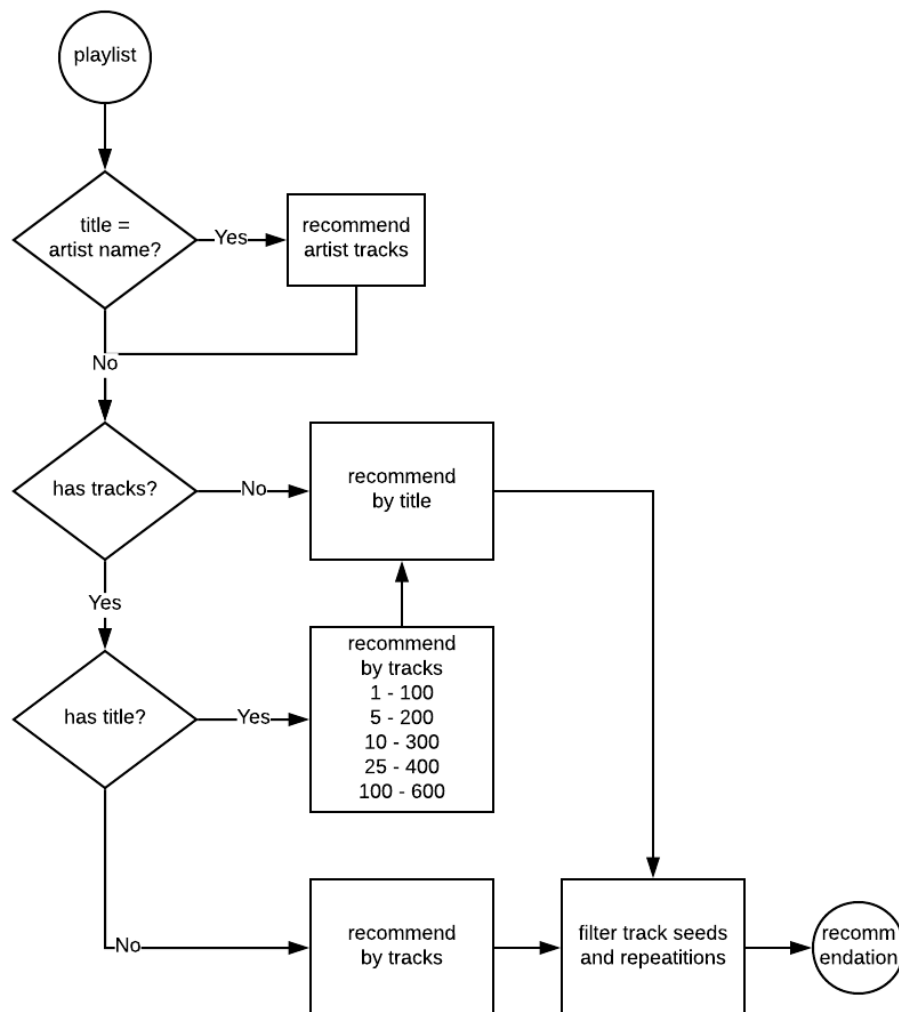 playlist
title =
artist name?
Yes
recommend
artist tracks
No
has tracks?
No
recommend
by title
Yes
has title?
Yes
recommend
by tracks
1 - 100
5 - 200
10 - 300
25 - 400
100 - 600
No
recommend
by tracks
filter track seeds
and repeatitions
recomm
endation